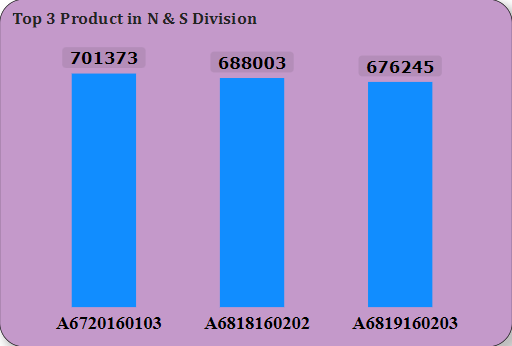 Top 3 Product in N & S Division
701373
688003
676245
A6720160103
A6818160202
A6819160203